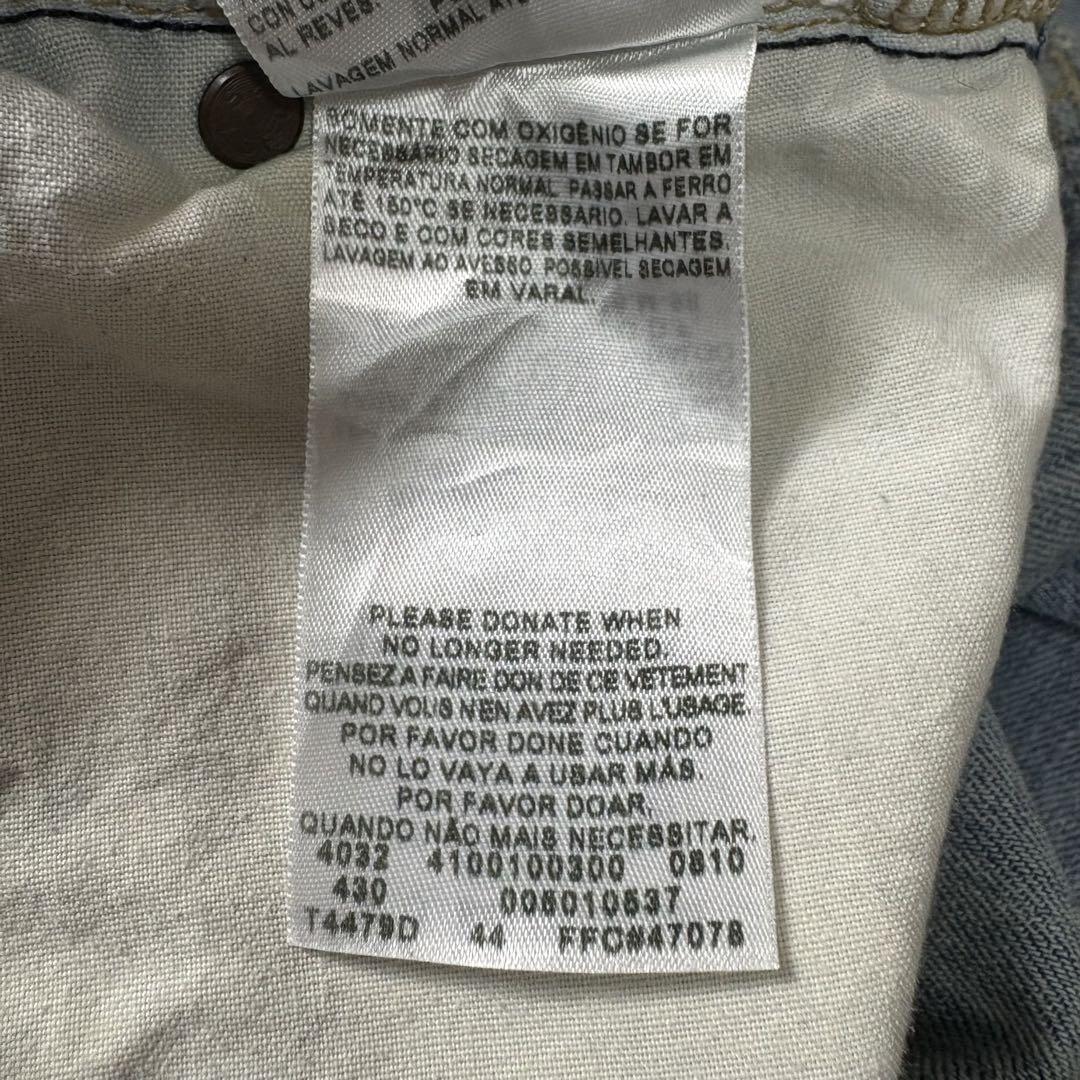 CON CO
AL REVES.
LAVAGEM NORMAL ATÉ
SOMENTE COM OXIGÊNIO SE FOR
NECESSÁRIO SECAGEM EM TAMBOR EM
TEMPERATURA NORMAL PASSAR A FERRO
ATÉ 150°C SE NECESSÁRIO. LAVAR A
SECO E COM CORES SEMELHANTES.
LAVAGEM AO AVESSO. POSSÍVEL SECAGEM
EM VARAL.
PLEASE DONATE WHEN
NO LONGER NEEDED.
PENSEZ A FAIRE DON DE CE VÊTEMENT
QUAND VOUS N'EN AVEZ PLUS L'USAGE.
POR FAVOR DONE CUANDO
NO LO VAYA A USAR MÁS.
POR FAVOR DOAR,
QUANDO NÃO MAIS NECESSITAR.
4032 4100100300 0810
430 005010537
T4479D 44 FFC#47078